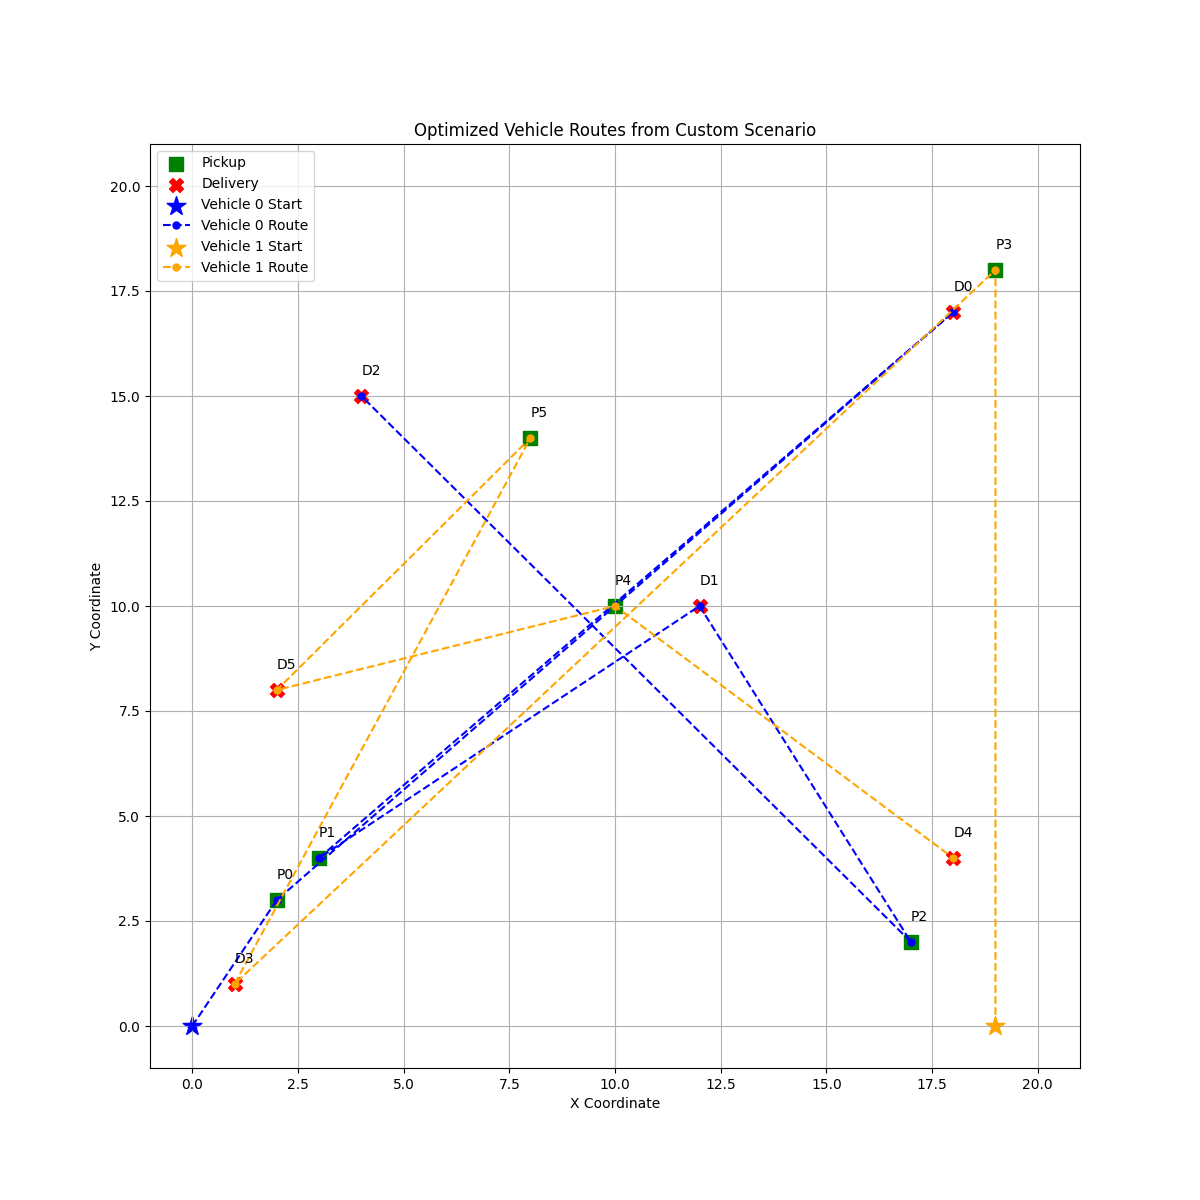 Optimized Vehicle Routes from Custom Scenario
Pickup
Delivery
Vehicle 0 Start
Vehicle 0 Route
Vehicle 1 Start
Vehicle 1 Route
20.0
17.5
15.0
12.5
10.0
7.5
5.0
2.5
0.0
Y Coordinate
P3
D0
D2
P5
P4
D1
D5
P1
D4
P0
P2
D3
0.0 2.5 5.0 7.5 10.0 12.5 15.0 17.5 20.0
X Coordinate